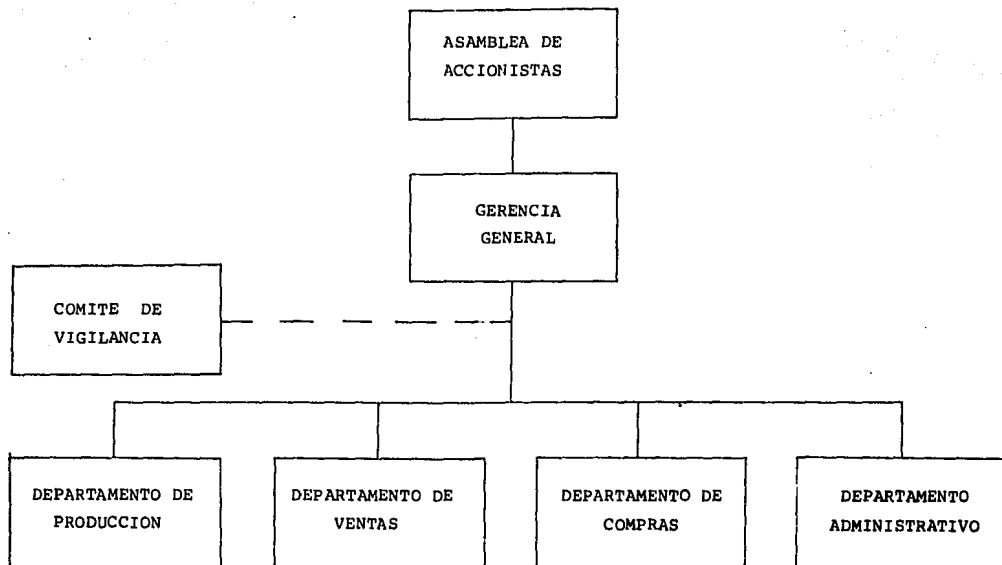 ASAMBLEA DE
ACCIONISTAS
GERENCIA
GENERAL
COMITE DE
VIGILANCIA
DEPARTAMENTO DE
PRODUCCION
DEPARTAMENTO DE
VENTAS
DEPARTAMENTO DE
COMPRAS
DEPARTAMENTO
ADMINISTRATIVO